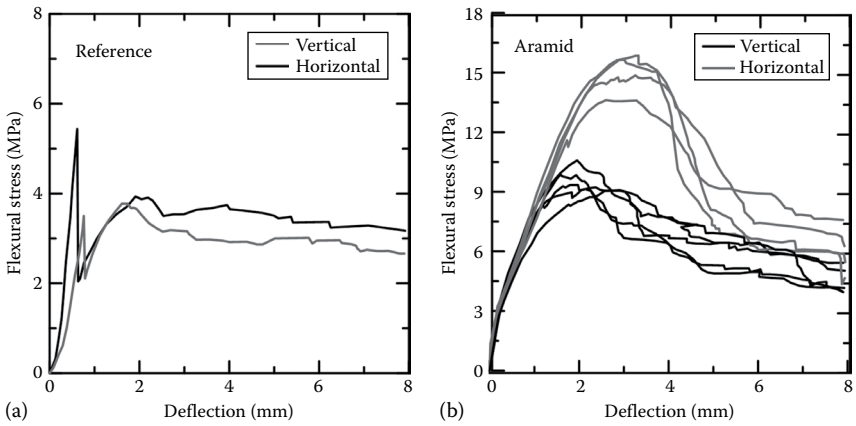 8
6
4
2
0
Flexural stress (MPa)
Reference
Vertical
Horizontal
0
2
4
6
8
Deflection (mm)
(a)
18
15
12
9
6
3
0
Flexural stress (MPa)
Aramid
Vertical
Horizontal
0
2
4
6
8
Deflection (mm)
(b)